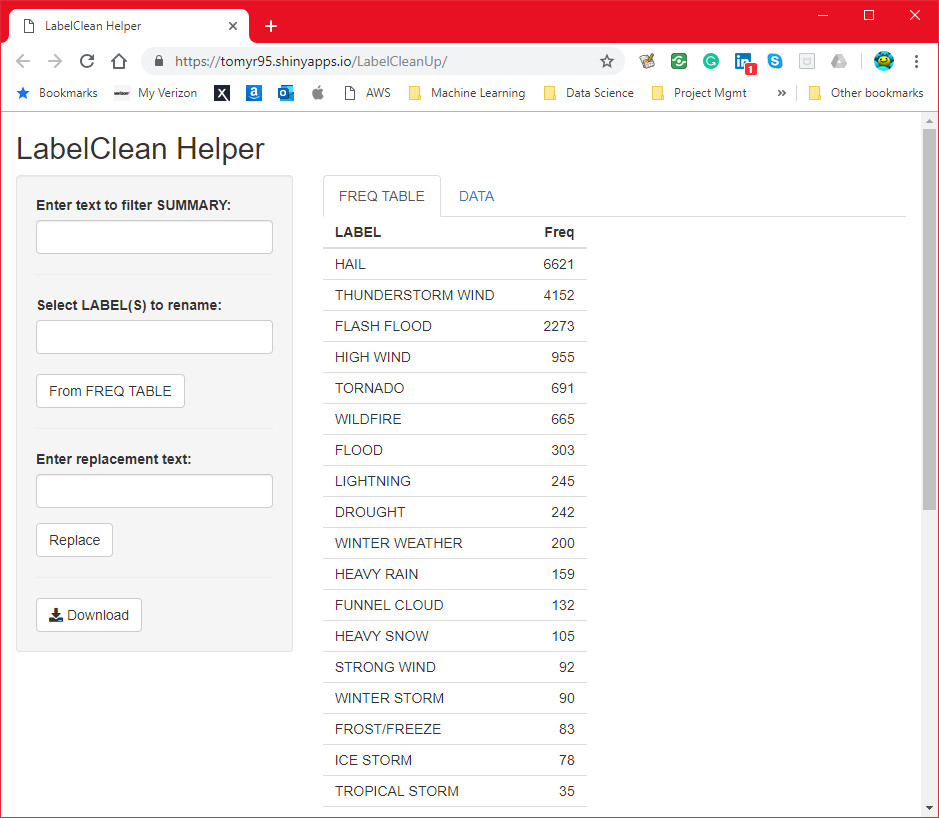 LabelClean Helper
https://tomyr95.shinyapps.io/LabelCleanUp/
1
Bookmarks
verizon
My Verizon
X
a
AWS
Machine Learning
Data Science
Project Mgmt
»
Other bookmarks
LabelClean Helper
Enter text to filter SUMMARY:
Select LABEL(S) to rename:
From FREQ TABLE
Enter replacement text:
Replace
Download
FREQ TABLE DATA
LABEL Freq
HAIL 6621
THUNDERSTORM WIND 4152
FLASH FLOOD 2273
HIGH WIND 955
TORNADO 691
WILDFIRE 665
FLOOD 303
LIGHTNING 245
DROUGHT 242
WINTER WEATHER 200
HEAVY RAIN 159
FUNNEL CLOUD 132
HEAVY SNOW 105
STRONG WIND 92
WINTER STORM 90
FROST/FREEZE 83
ICE STORM 78
TROPICAL STORM 35